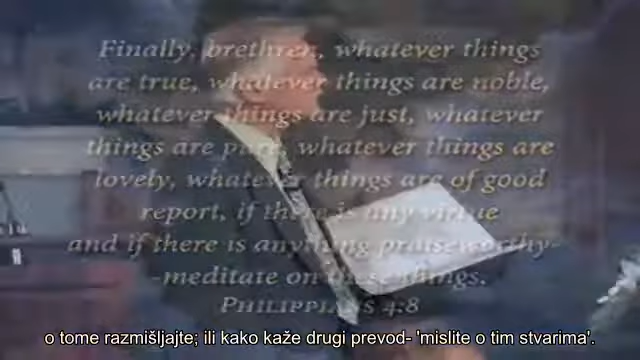 Finally, brethren, whatever things
are true, whatever things are noble,
whatever things are just, whatever
things are pure, whatever things are
lovely, whatever things are of good
report, if there is any virtue
and if there is anything praiseworthy-
-meditate on these things.
PHILIPPIANS 4:8
o tome razmišljajte; ili kako kaže drugi prevod- 'mislite o tim stvarima'.